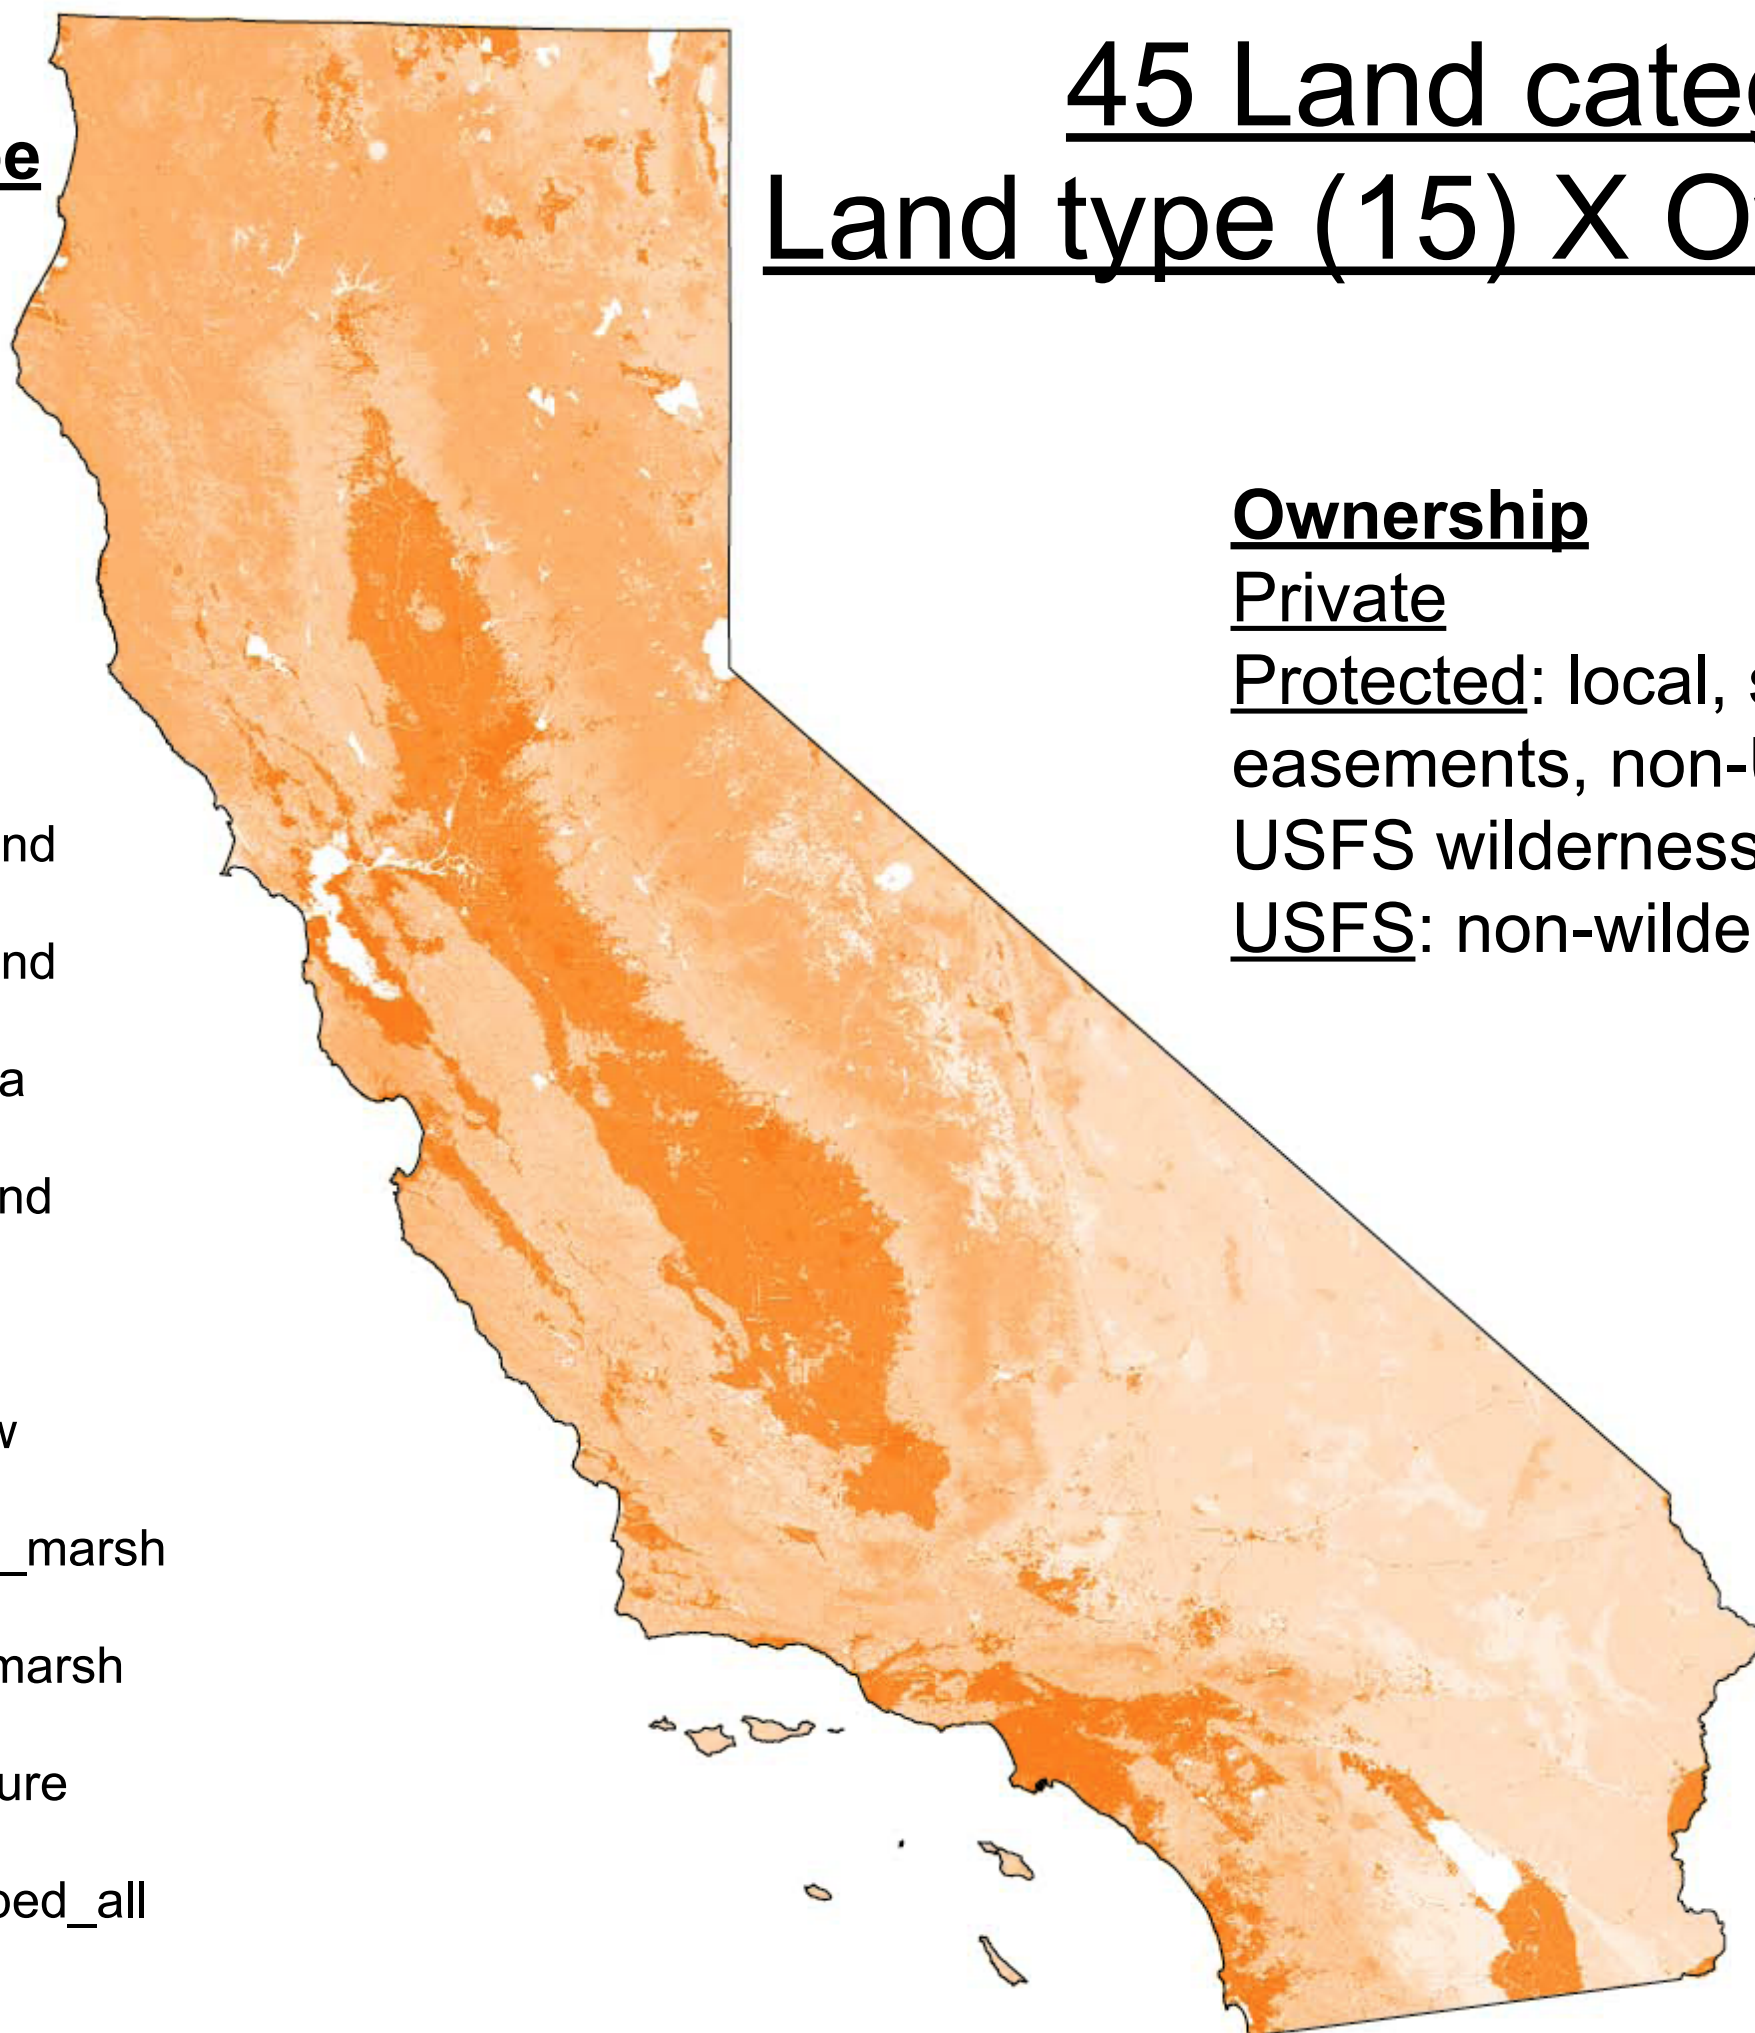 45 Land cate
Land type (15) X O
e
Ownership
Private
Protected: local, s
easements, non-U
USFS wilderness
USFS: non-wilde
nd
nd
a
nd
w
_marsh
marsh
ure
ped_all